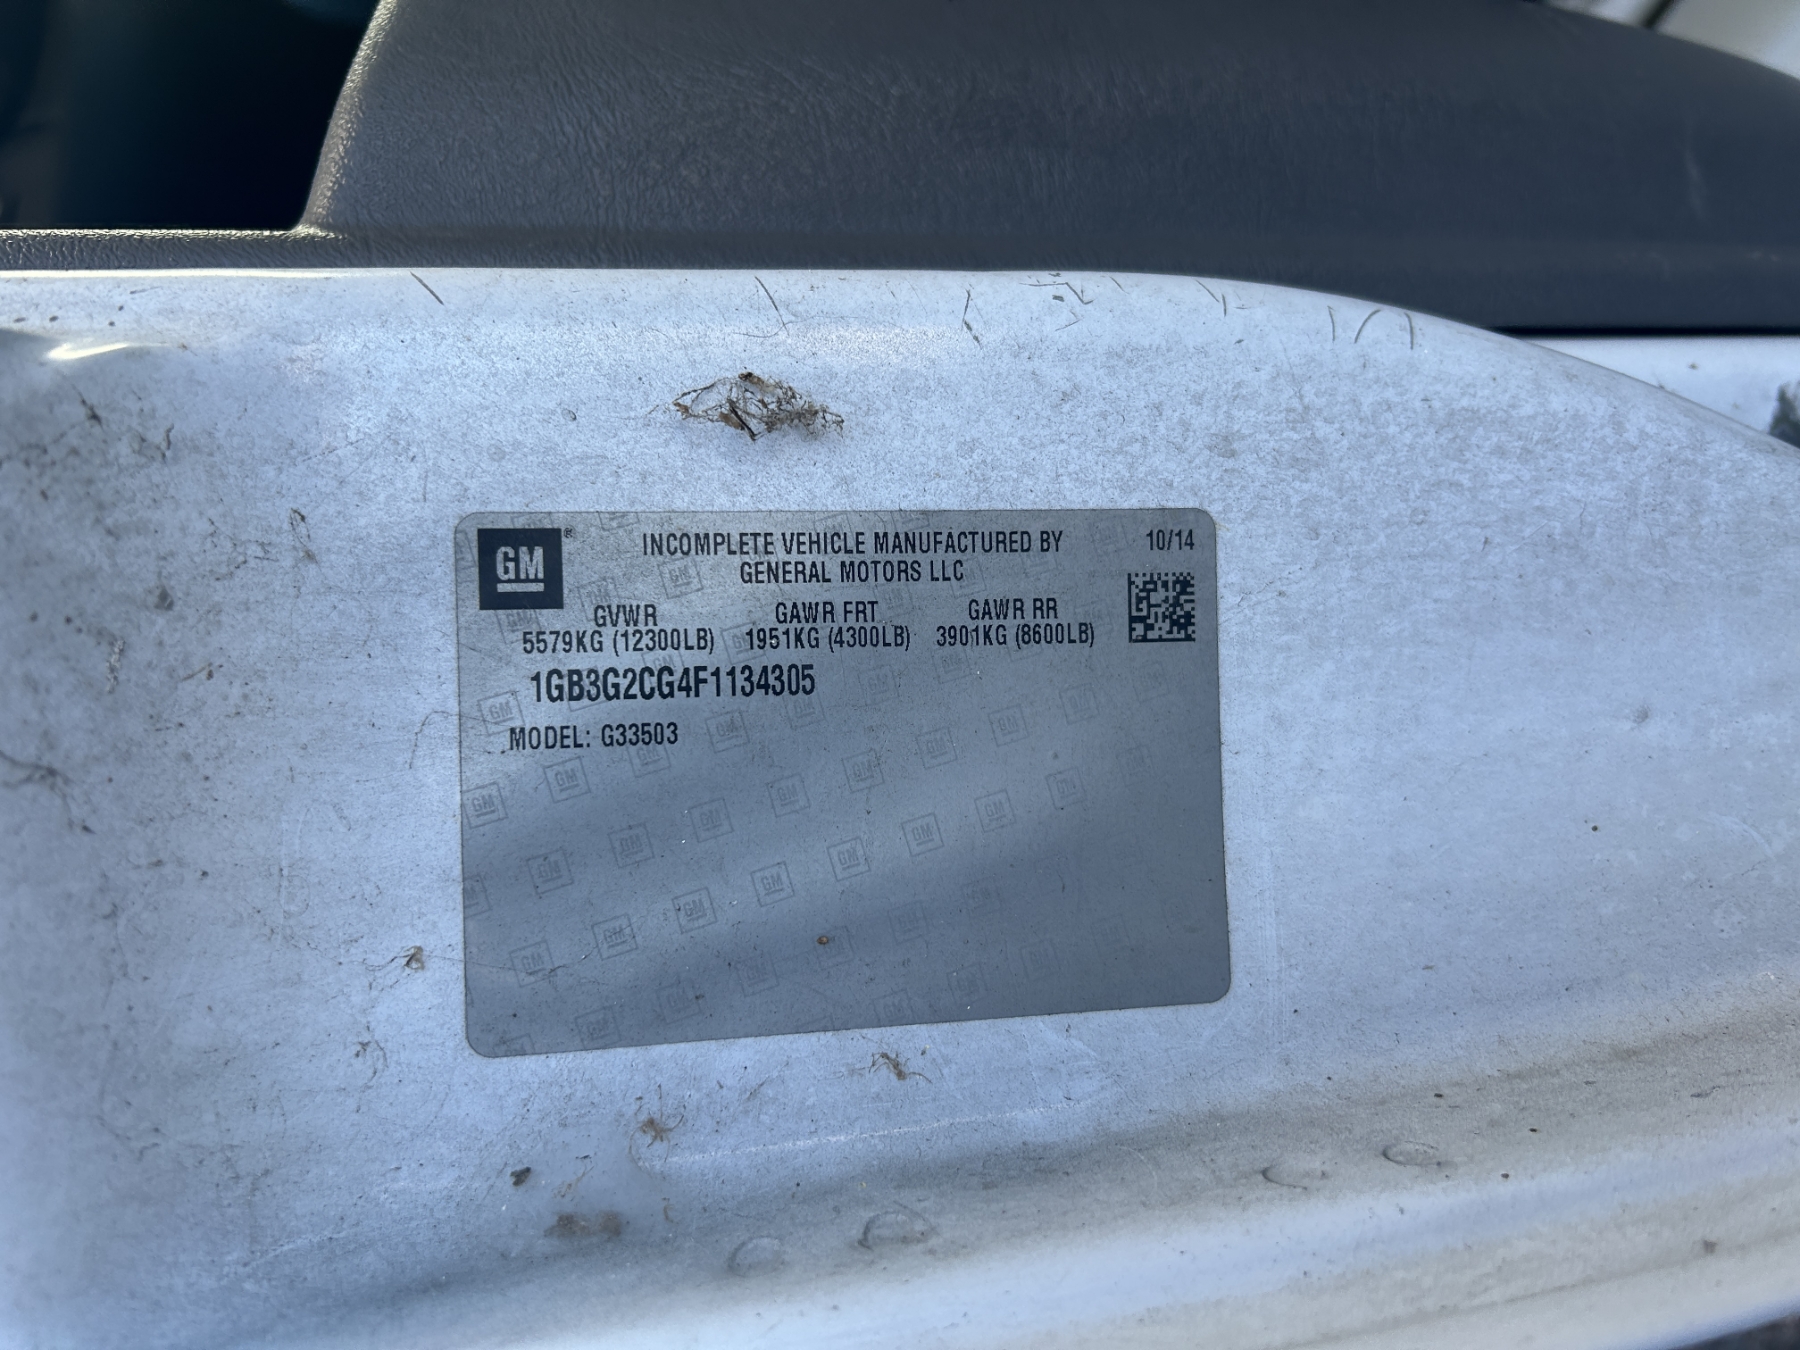 GM ®
INCOMPLETE VEHICLE MANUFACTURED BY 10/14
GENERAL MOTORS LLC
GVWR GAWR FRT GAWR RR
5579KG (12300LB) 1951KG (4300LB) 3901KG (8600LB)
1GB3G2CG4F1134305
MODEL: G33503